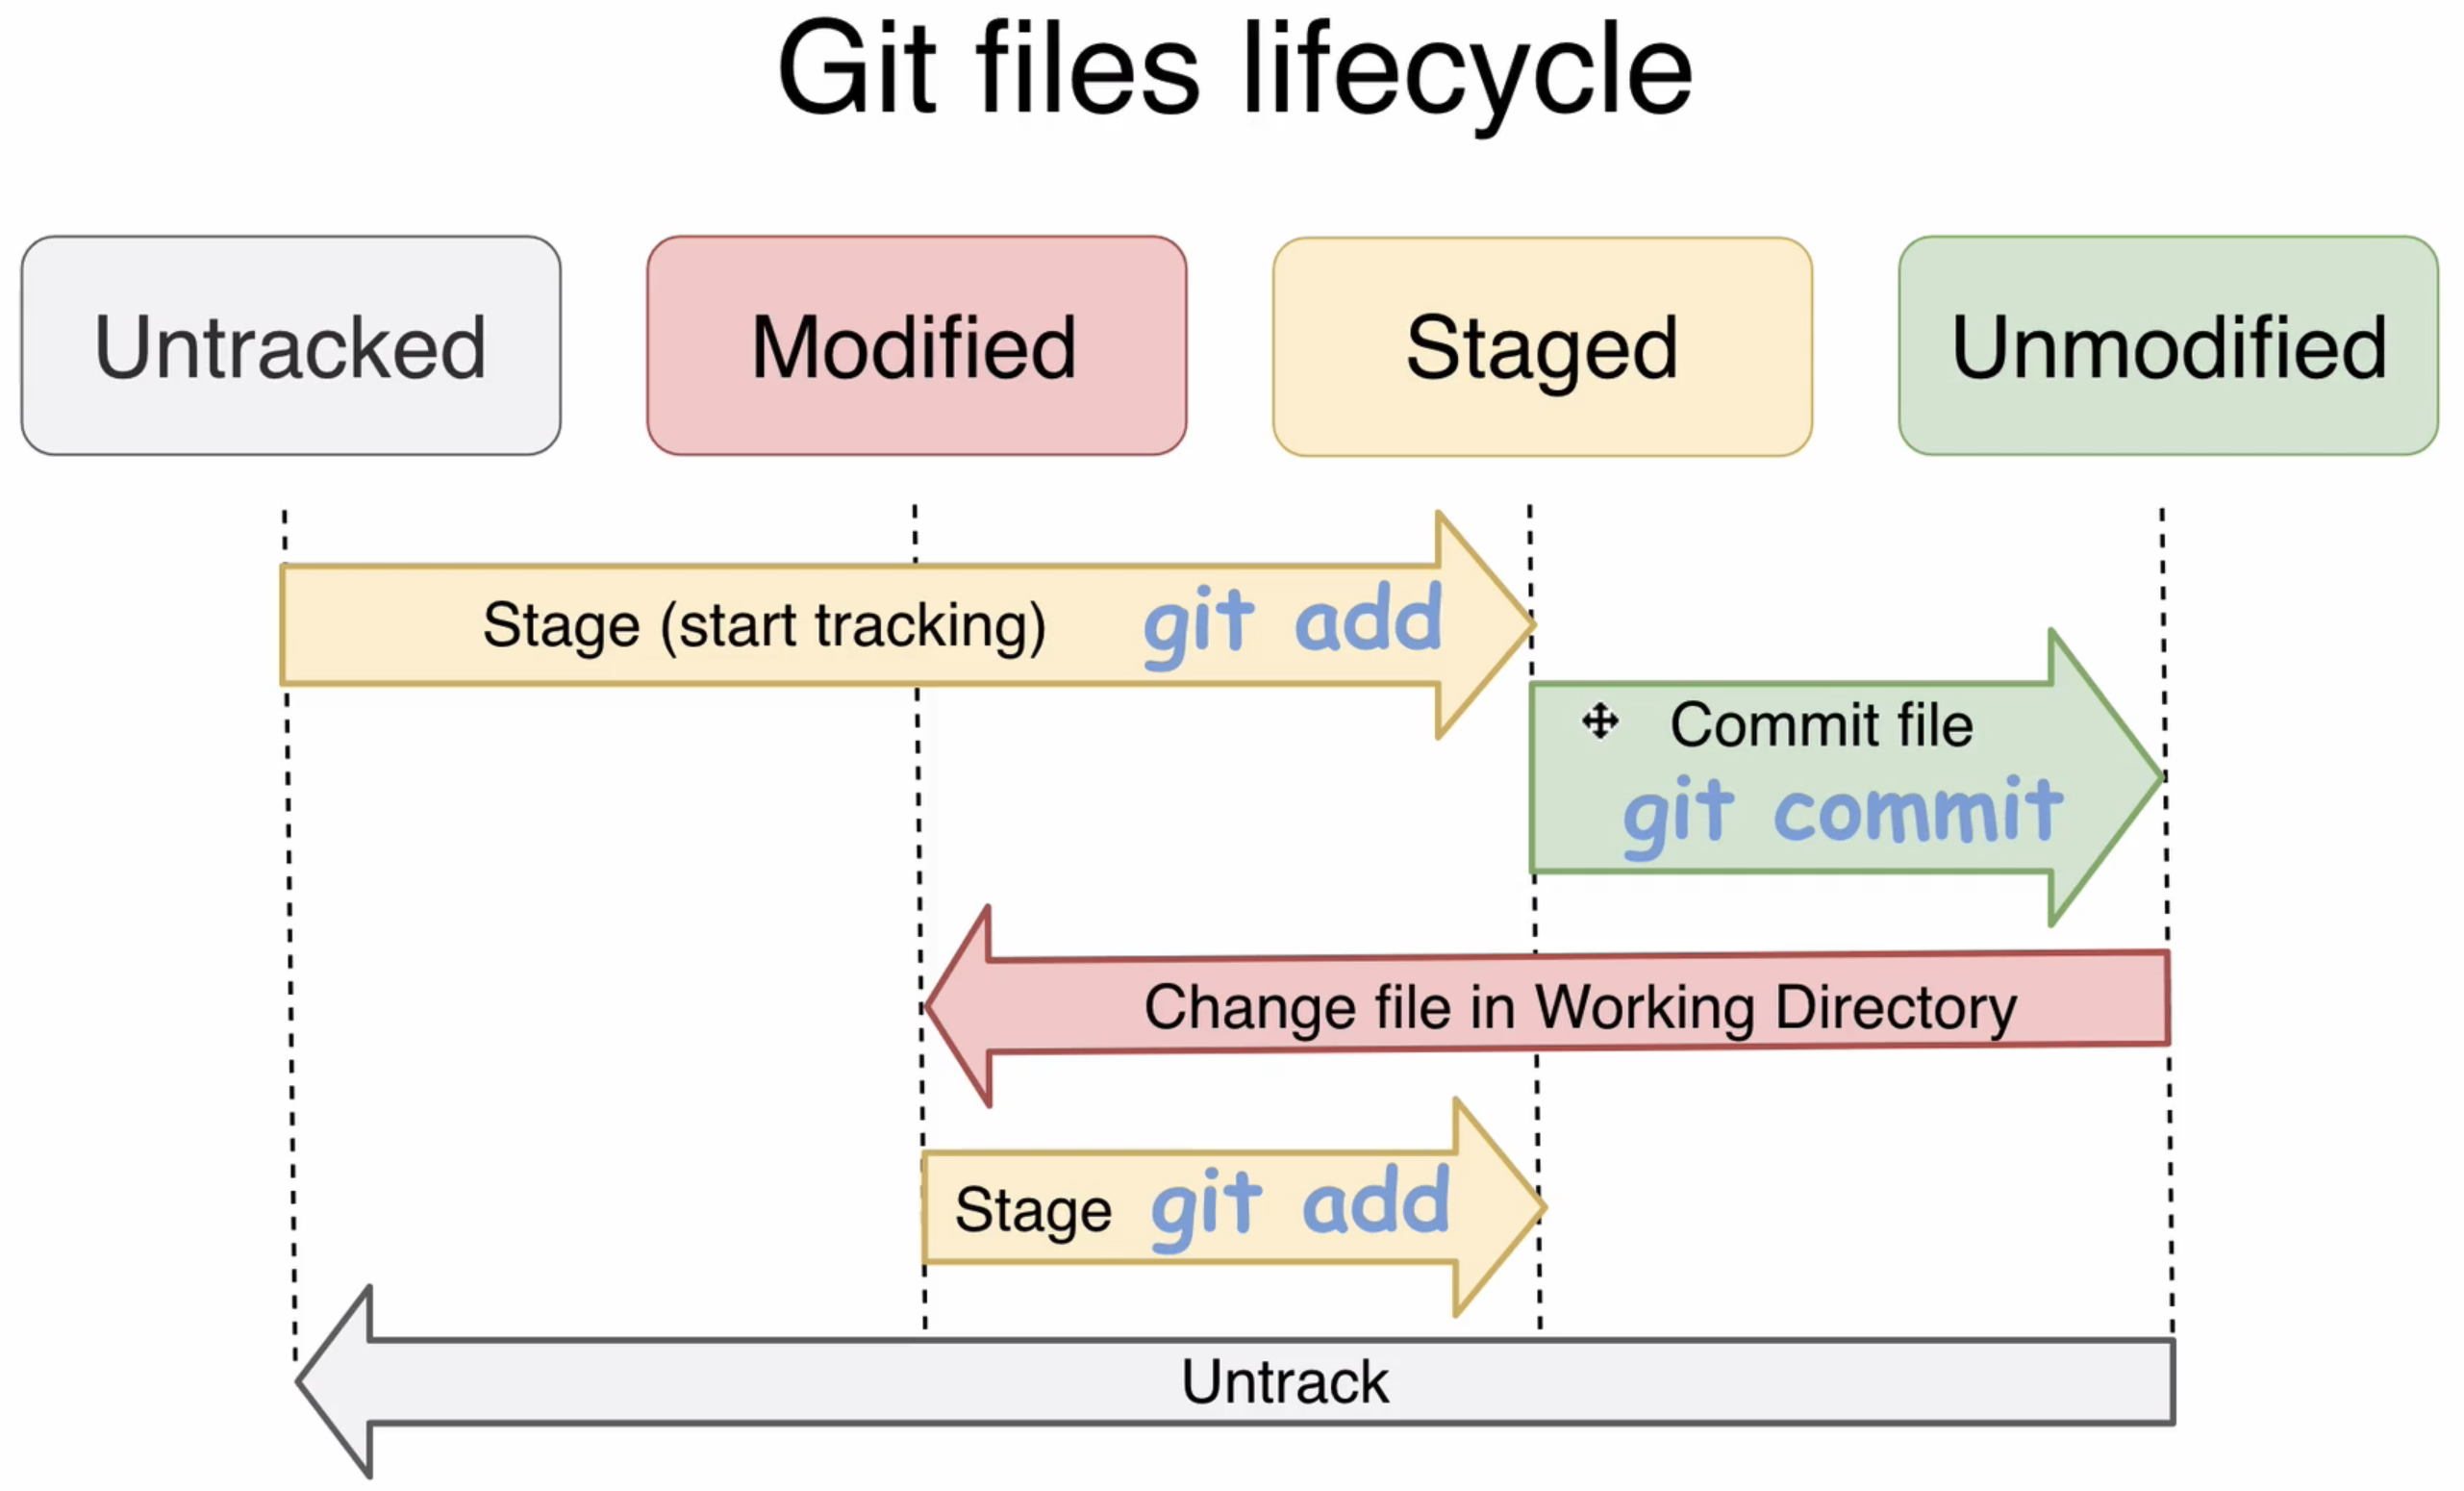 Git files lifecycle
Untracked
Modified
Staged
Unmodified
Stage (start tracking) git add
Commit file
git commit
Change file in Working Directory
Stage git add
Untrack